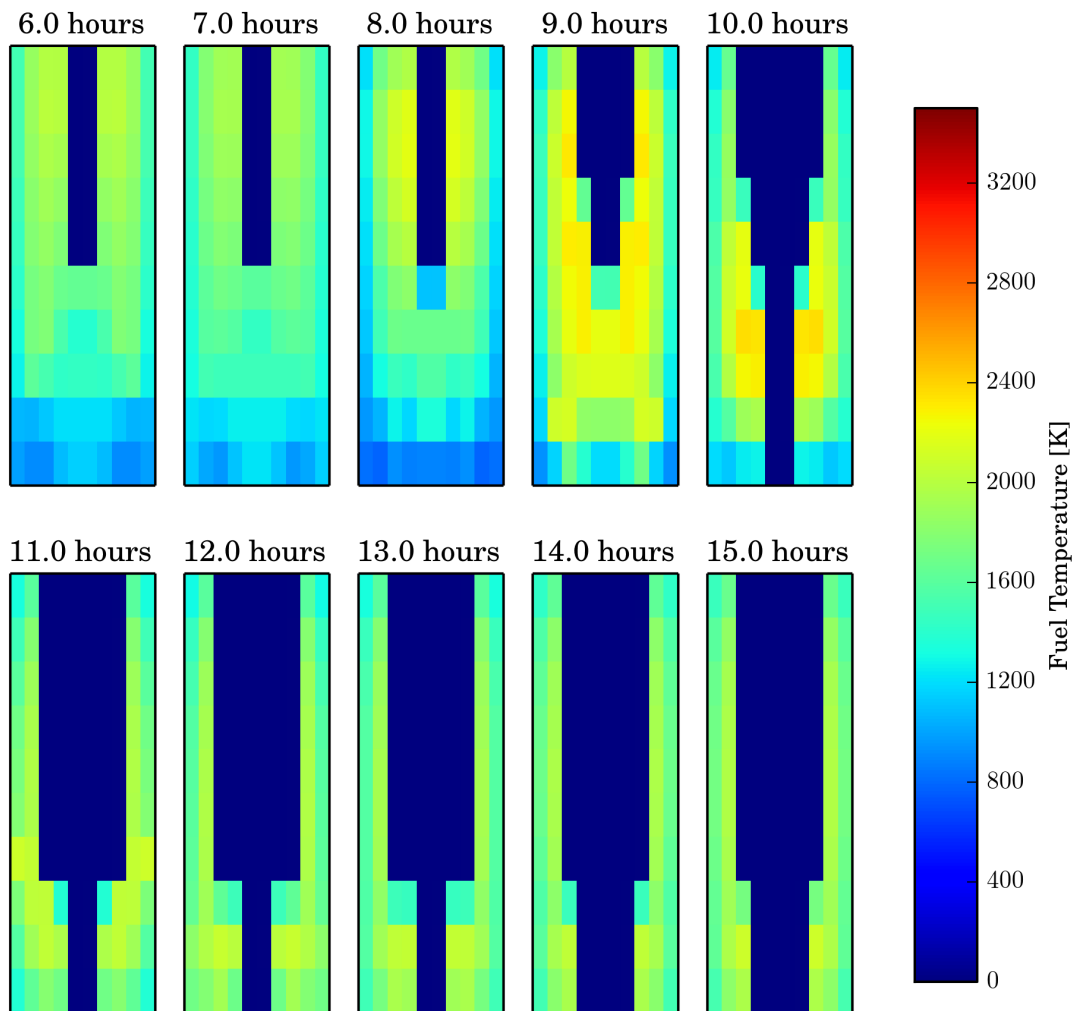 6.0 hours
7.0 hours
8.0 hours
9.0 hours
10.0 hours
11.0 hours
12.0 hours
13.0 hours
14.0 hours
15.0 hours
3200
2800
2400
2000
1600
1200
800
400
0
Fuel Temperature [K]